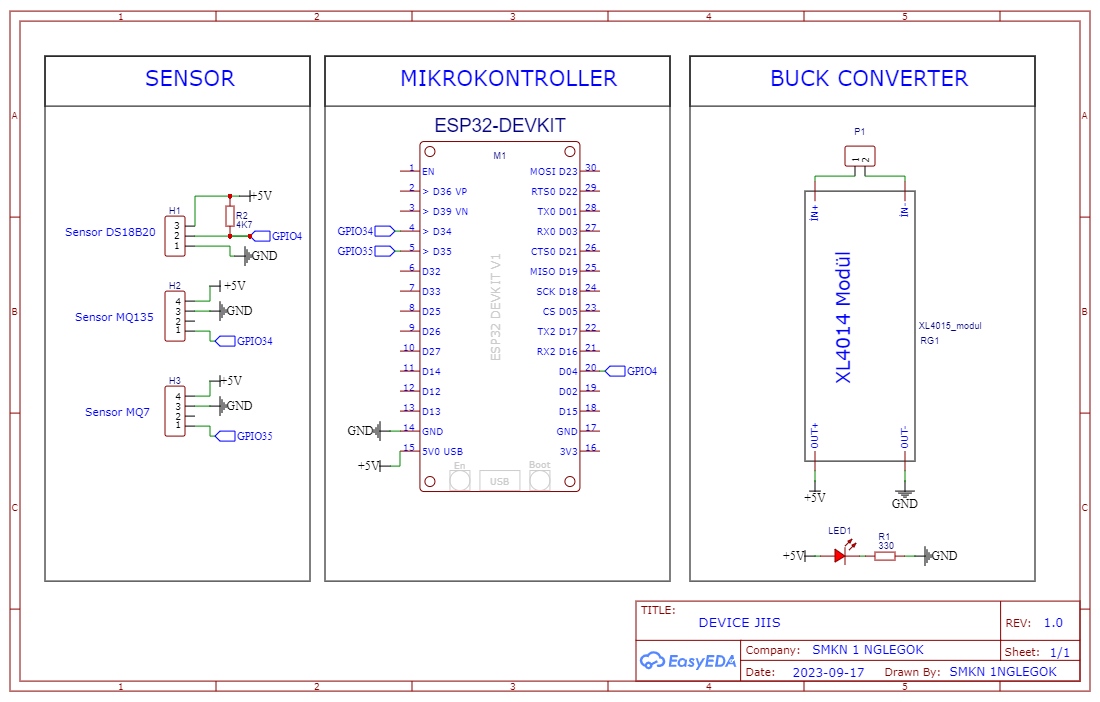 1 2 3 4 5
A
B
C
SENSOR
+5V
H1
R2
4K7
3
2
1
Sensor DS18B20
GPIO4
GND
H2
+5V
4
3
2
1
GND
Sensor MQ135
GPIO34
H3
+5V
4
3
2
1
GND
Sensor MQ7
GPIO35
MIKROKONTROLLER
ESP32-DEVKIT
M1
1 EN MOSI D23 30
2 > D36 VP RTS0 D22 29
3 > D39 VN TX0 D01 28
GPIO34 4 > D34 RX0 D03 27
GPIO35 5 > D35 CTS0 D21 26
6 D32 MISO D19 25
7 D33 SCK D18 24
8 D25 CS D05 23
9 D26 TX2 D17 22
10 D27 RX2 D16 21
11 D14 D04 20 GPIO4
12 D12 D02 19
13 D13 D15 18
GND 14 GND GND 17
+5V 15 5V0 USB 3V3 16
ESP32 DEVKIT V1
En USB Boot
BUCK CONVERTER
P1
1 2
IN+ IN-
XL4014 Modül
XL4015_modul
RG1
OUT+ OUT-
+5V GND
LED1 R1
330
+5V GND
A
B
C
TITLE:
DEVICE JIIS
REV: 1.0
EasyEDA
Company: SMKN 1 NGLEGOK
Sheet: 1/1
Date: 2023-09-17 Drawn By: SMKN 1NGLEGOK
1 2 3 4 5